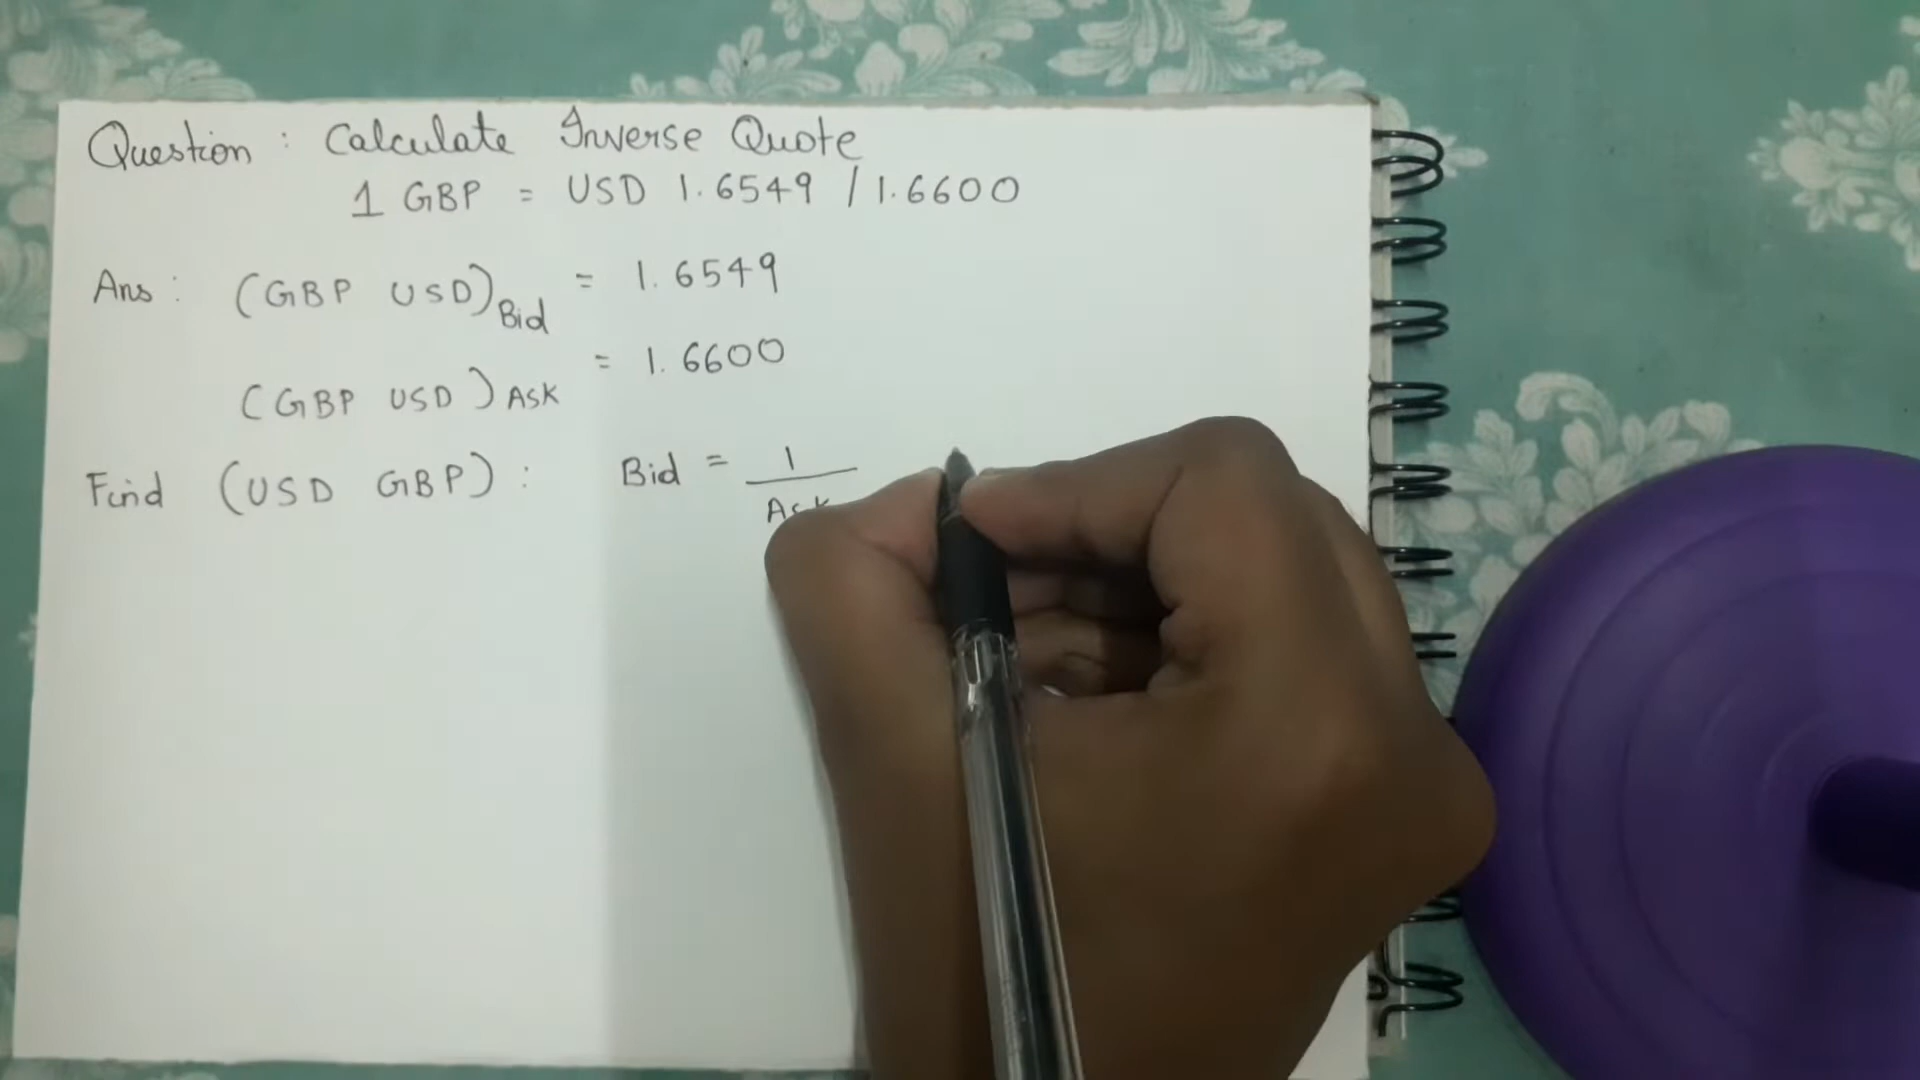 Question : Calculate Inverse Quote
1 GBP = USD 1.6549 / 1.6600
Ans : (GBP USD)Bid = 1.6549
(GBP USD)ASK = 1.6600
Find (USD GBP) : Bid = 1
Ask